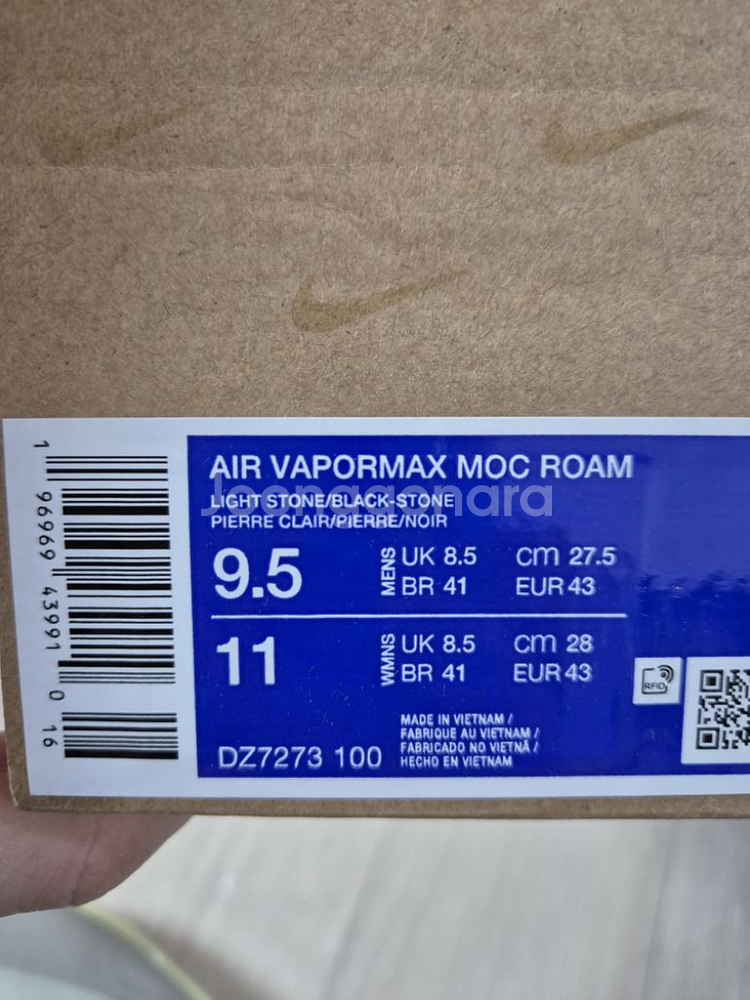 AIR VAPORMAX MOC ROAM
LIGHT STONE/BLACK-STONE
PIERRE CLAIR/PIERRE/NOIR
9.5 MENS UK 8.5 cm 27.5
BR 41 EUR 43
11 WMNS UK 8.5 cm 28
BR 41 EUR 43
RFID
MADE IN VIETNAM /
FABRIQUE AU VIETNAM /
FABRICADO NO VIETNÃ /
DZ7273 100 HECHO EN VIETNAM
1 96969 43991 0 16
Joonggonara